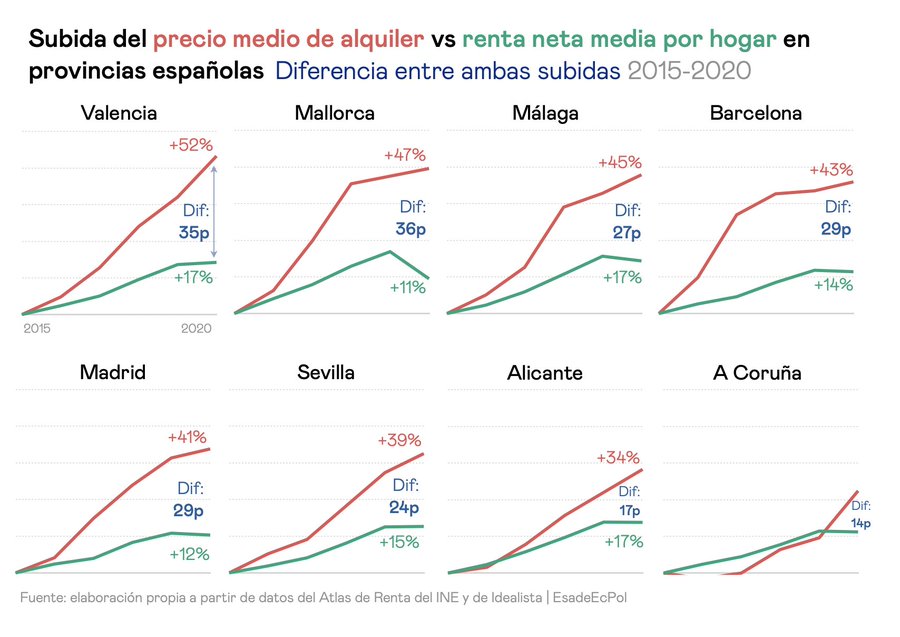 Subida del precio medio de alquiler vs renta neta media por hogar en
provincias españolas Diferencia entre ambas subidas 2015-2020
Valencia
+52%
Dif:
35p
+17%
2015
2020
Mallorca
+47%
Dif:
36p
+11%
Málaga
+45%
Dif:
27p
+17%
Barcelona
+43%
Dif:
29p
+14%
Madrid
+41%
Dif:
29p
+12%
Sevilla
+39%
Dif:
24p
+15%
Alicante
+34%
Dif:
17p
+17%
A Coruña
Dif:
14p
Fuente: elaboración propia a partir de datos del Atlas de Renta del INE y de Idealista | EsadeEcPol